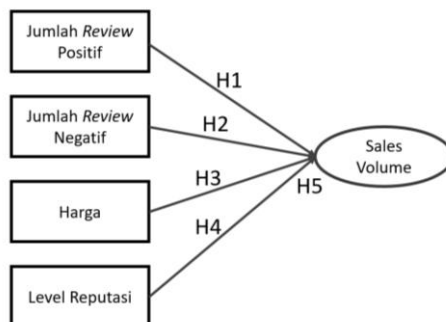 Jumlah Review
Positif
H1
Jumlah Review
Negatif
H2
Sales
Volume
H3
H5
Harga
H4
Level Reputasi